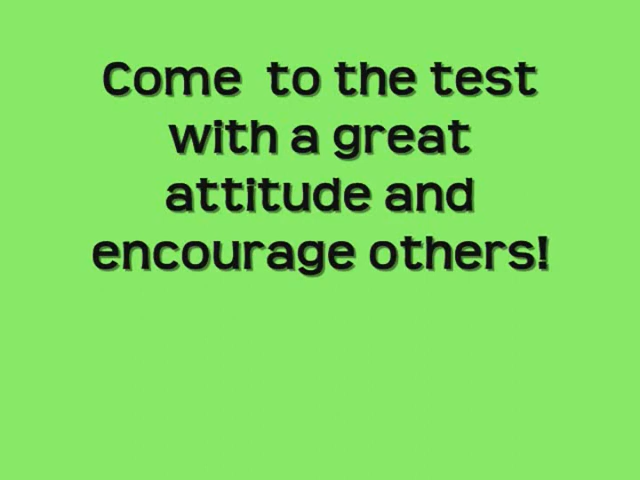 Come  to the test
with a great
attitude and
encourage others!